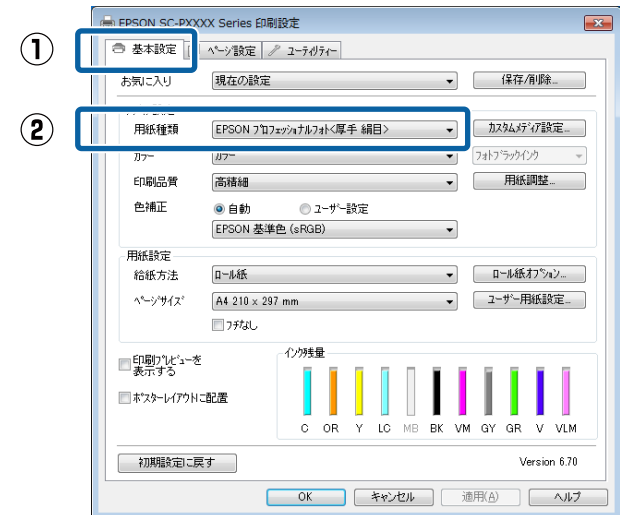 EPSON SC-PXXXX Series 印刷設定
① 基本設定 ページ設定 ユーティリティー
お気に入り 現在の設定 保存/削除...
② 用紙種類 EPSON プロフェッショナルフォト<厚手 絹目> カスタムメディア設定...
カラー カラー フォトブラックインク
印刷品質 高精細 用紙調整...
色補正 自動 ユーザー設定
EPSON 基準色 (sRGB)
用紙設定
給紙方法 ロール紙 ロール紙オプション...
ページサイズ A4 210 x 297 mm ユーザー用紙設定...
フチなし
印刷プレビューを
表示する
インク残量
ポスターレイアウトに配置
C OR Y LC MB BK VM GY GR V VLM
初期設定に戻す Version 6.70
OK キャンセル 適用(A) ヘルプ